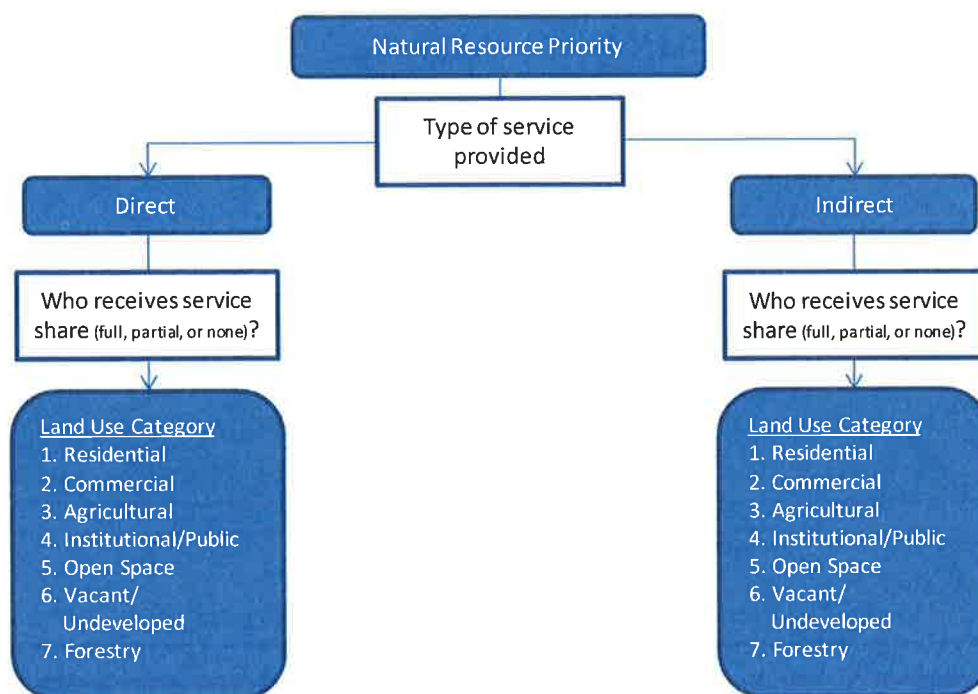 Natural Resource Priority
Type of service
provided
Direct
Indirect
Who receives service
share (full, partial, or none)?
Who receives service
share (full, partial, or none)?
Land Use Category
1. Residential
2. Commercial
3. Agricultural
4. Institutional/Public
5. Open Space
6. Vacant/
Undeveloped
7. Forestry
Land Use Category
1. Residential
2. Commercial
3. Agricultural
4. Institutional/Public
5. Open Space
6. Vacant/
Undeveloped
7. Forestry